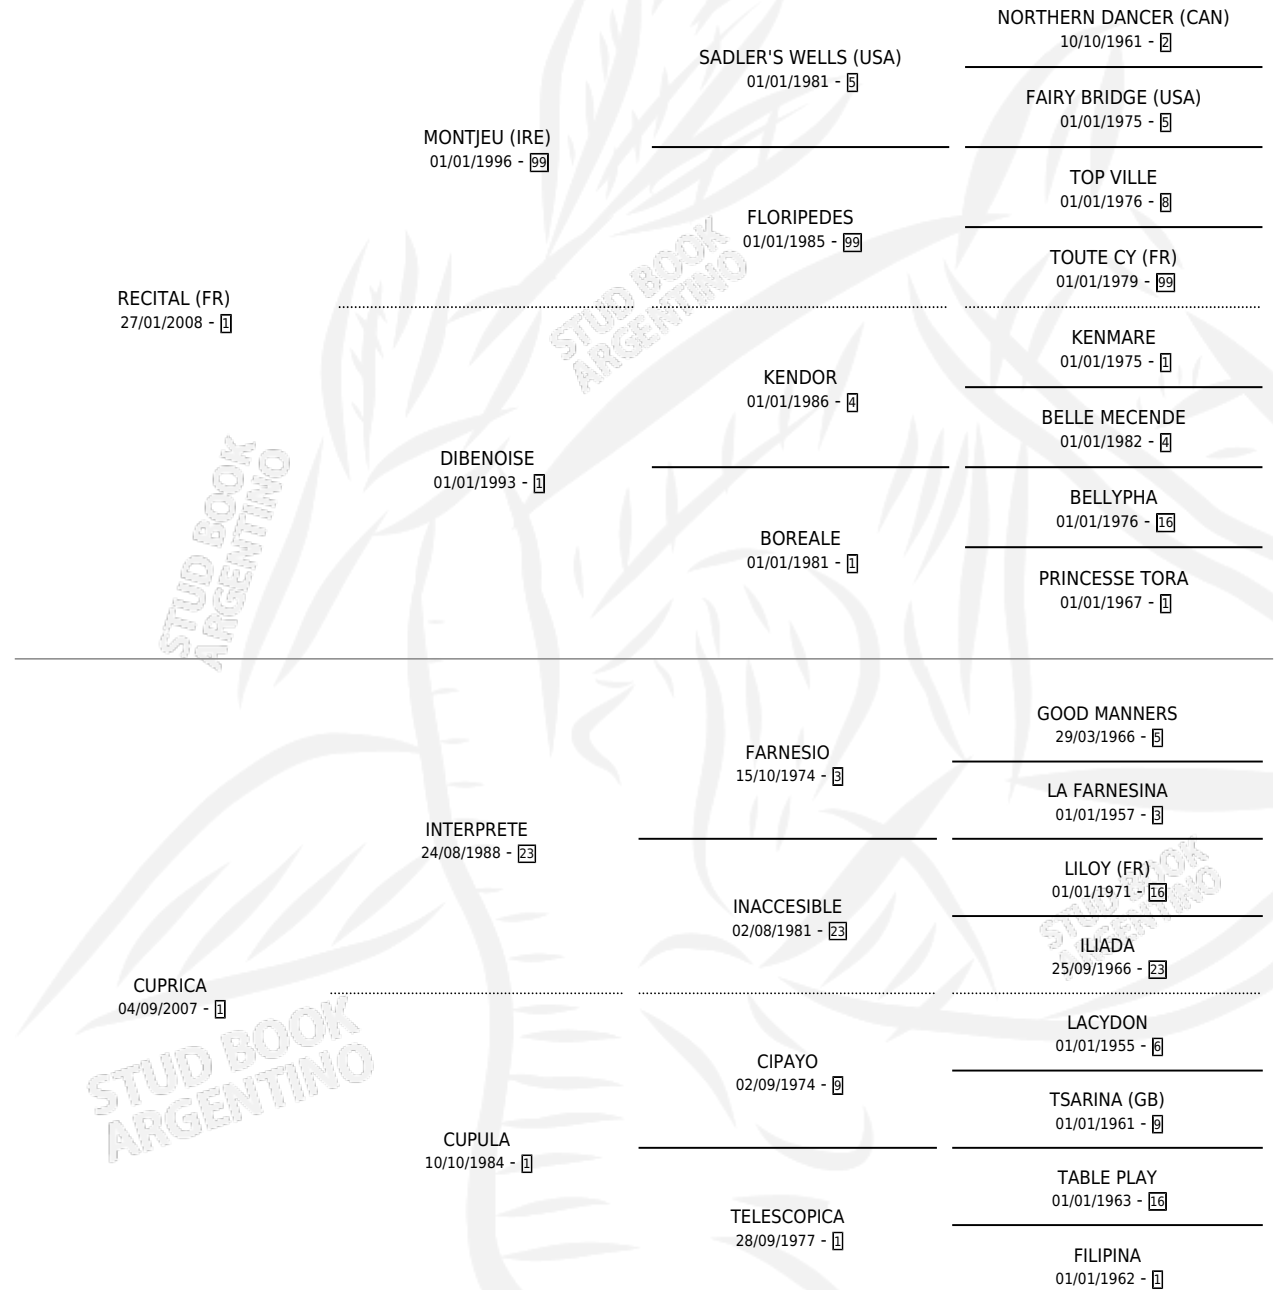 NORTHERN DANCER (CAN)
10/10/1961 - 2
SADLER'S WELLS (USA)
01/01/1981 - 5
FAIRY BRIDGE (USA)
01/01/1975 - 5
MONTJEU (IRE)
01/01/1996 - 99
TOP VILLE
01/01/1976 - 8
FLORIPEDES
01/01/1985 - 99
TOUTE CY (FR)
01/01/1979 - 99
RECITAL (FR)
27/01/2008 - 1
KENMARE
01/01/1975 - 1
KENDOR
01/01/1986 - 4
BELLE MECENDE
01/01/1982 - 4
DIBENOISE
01/01/1993 - 1
BELLYPHA
01/01/1976 - 16
BOREALE
01/01/1981 - 1
PRINCESSE TORA
01/01/1967 - 1
GOOD MANNERS
29/03/1966 - 5
FARNESIO
15/10/1974 - 3
LA FARNESINA
01/01/1957 - 3
INTERPRETE
24/08/1988 - 23
LILOY (FR)
01/01/1971 - 16
INACCESIBLE
02/08/1981 - 23
ILIADA
25/09/1966 - 23
CUPRICA
04/09/2007 - 1
LACYDON
01/01/1955 - 6
CIPAYO
02/09/1974 - 9
TSARINA (GB)
01/01/1961 - 9
CUPULA
10/10/1984 - 1
TABLE PLAY
01/01/1963 - 16
TELESCOPICA
28/09/1977 - 1
FILIPINA
01/01/1962 - 1
STUD BOOK
ARGENTINO
STUD BOOK
ARGENTINO
STUD BOOK
ARGENTINO
STUD BOOK
ARGENTINO